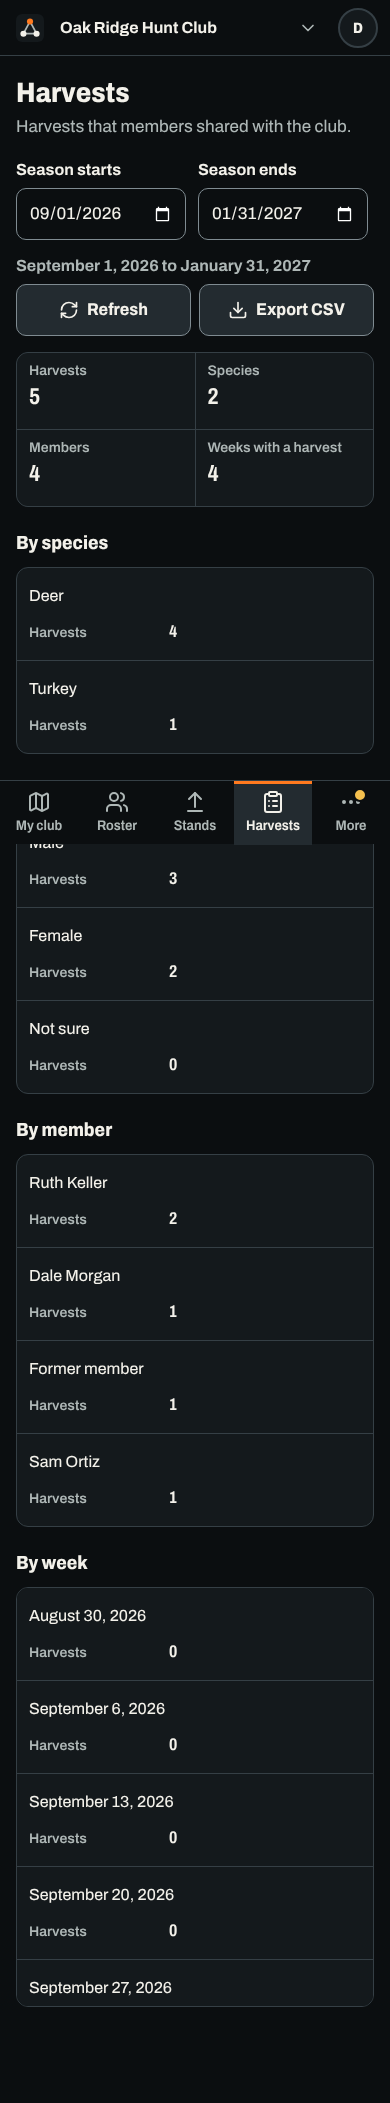 Oak Ridge Hunt Club
D
Harvests
Harvests that members shared with the club.
Season starts
Season ends
09/01/2026
01/31/2027
September 1, 2026 to January 31, 2027
Refresh
Export CSV
Harvests
5
Species
2
Members
4
Weeks with a harvest
4
By species
Deer
Harvests 4
Turkey
Harvests 1
My club
Roster
Stands
Harvests
More
Male
Harvests 3
Female
Harvests 2
Not sure
Harvests 0
By member
Ruth Keller
Harvests 2
Dale Morgan
Harvests 1
Former member
Harvests 1
Sam Ortiz
Harvests 1
By week
August 30, 2026
Harvests 0
September 6, 2026
Harvests 0
September 13, 2026
Harvests 0
September 20, 2026
Harvests 0
September 27, 2026